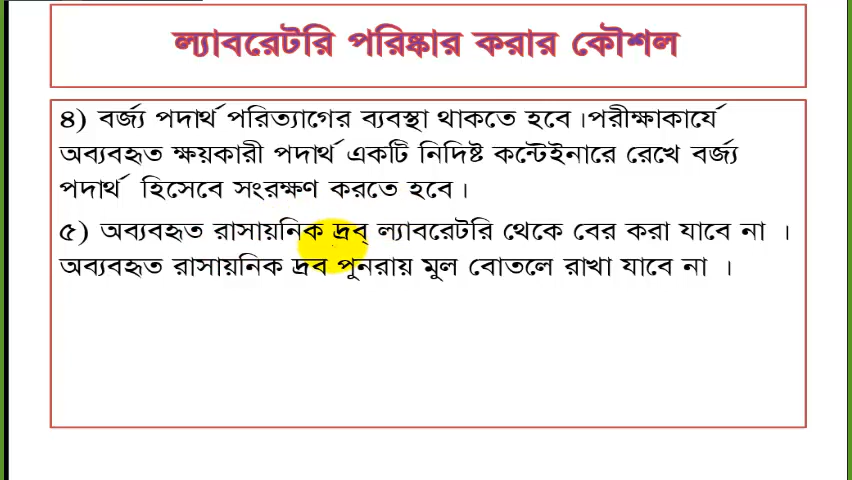 ল্যাবরেটরি পরিষ্কার করার কৌশল
৪) বর্জ্য পদার্থ পরিত্যাগের ব্যবস্থা থাকতে হবে।পরীক্ষাকার্যে
অব্যবহৃত ক্ষয়কারী পদার্থ একটি নিদিষ্ট কন্টেইনারে রেখে বর্জ্য
পদার্থ হিসেবে সংরক্ষণ করতে হবে।
৫) অব্যবহৃত রাসায়নিক দ্রব্ ল্যাবরেটরি থেকে বের করা যাবে না ।
অব্যবহৃত রাসায়নিক দ্রব পুনরায় মুল বোতলে রাখা যাবে না ।